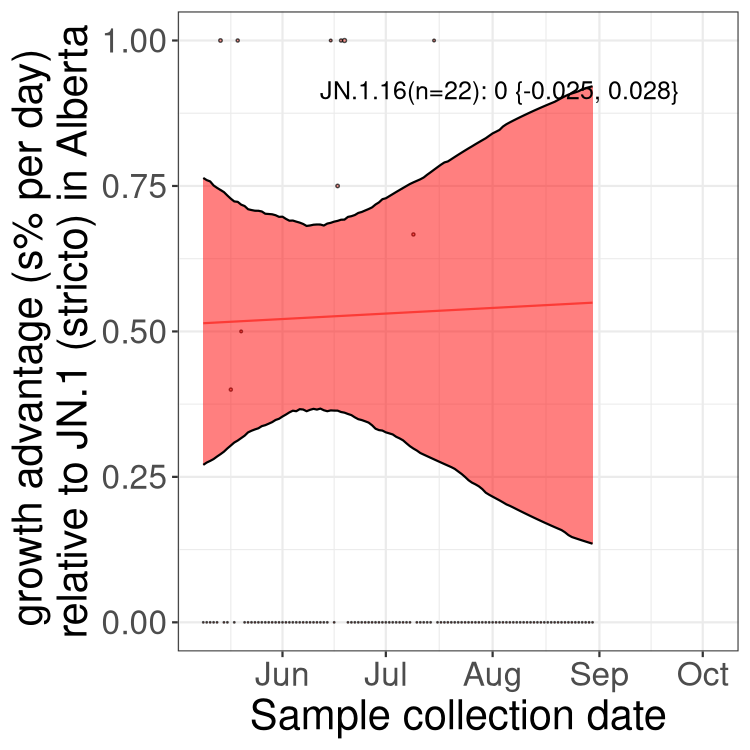 growth advantage (s% per day)
relative to JN.1 (stricto) in Alberta
1.00
0.75
0.50
0.25
0.00
JN.1.16(n=22): 0 {-0.025, 0.028}
Jun Jul Aug Sep Oct
Sample collection date